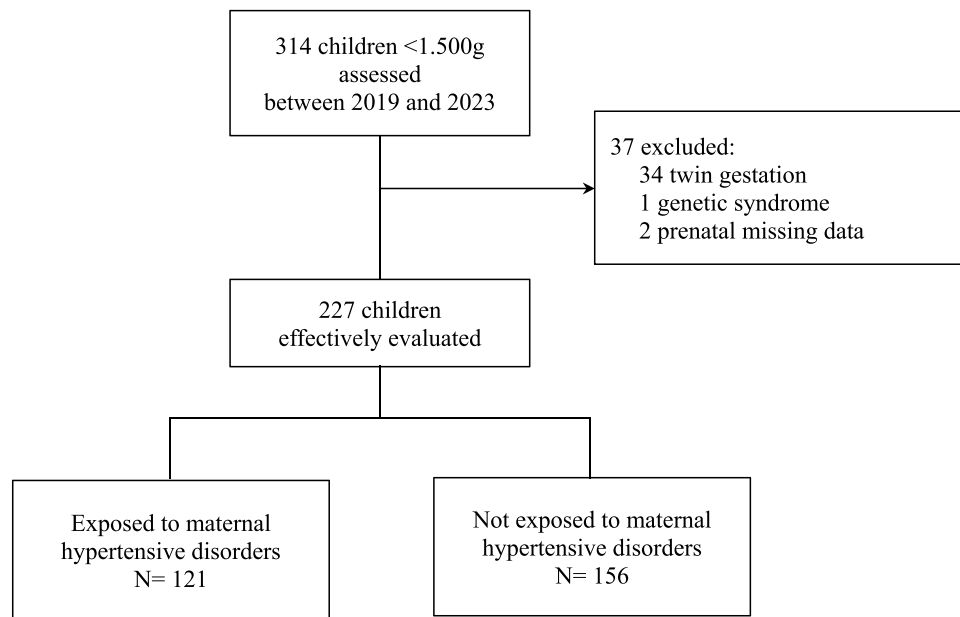 314 children <1.500g
assessed
between 2019 and 2023
37 excluded:
34 twin gestation
1 genetic syndrome
2 prenatal missing data
227 children
effectively evaluated
Exposed to maternal
hypertensive disorders
N= 121
Not exposed to maternal
hypertensive disorders
N= 156